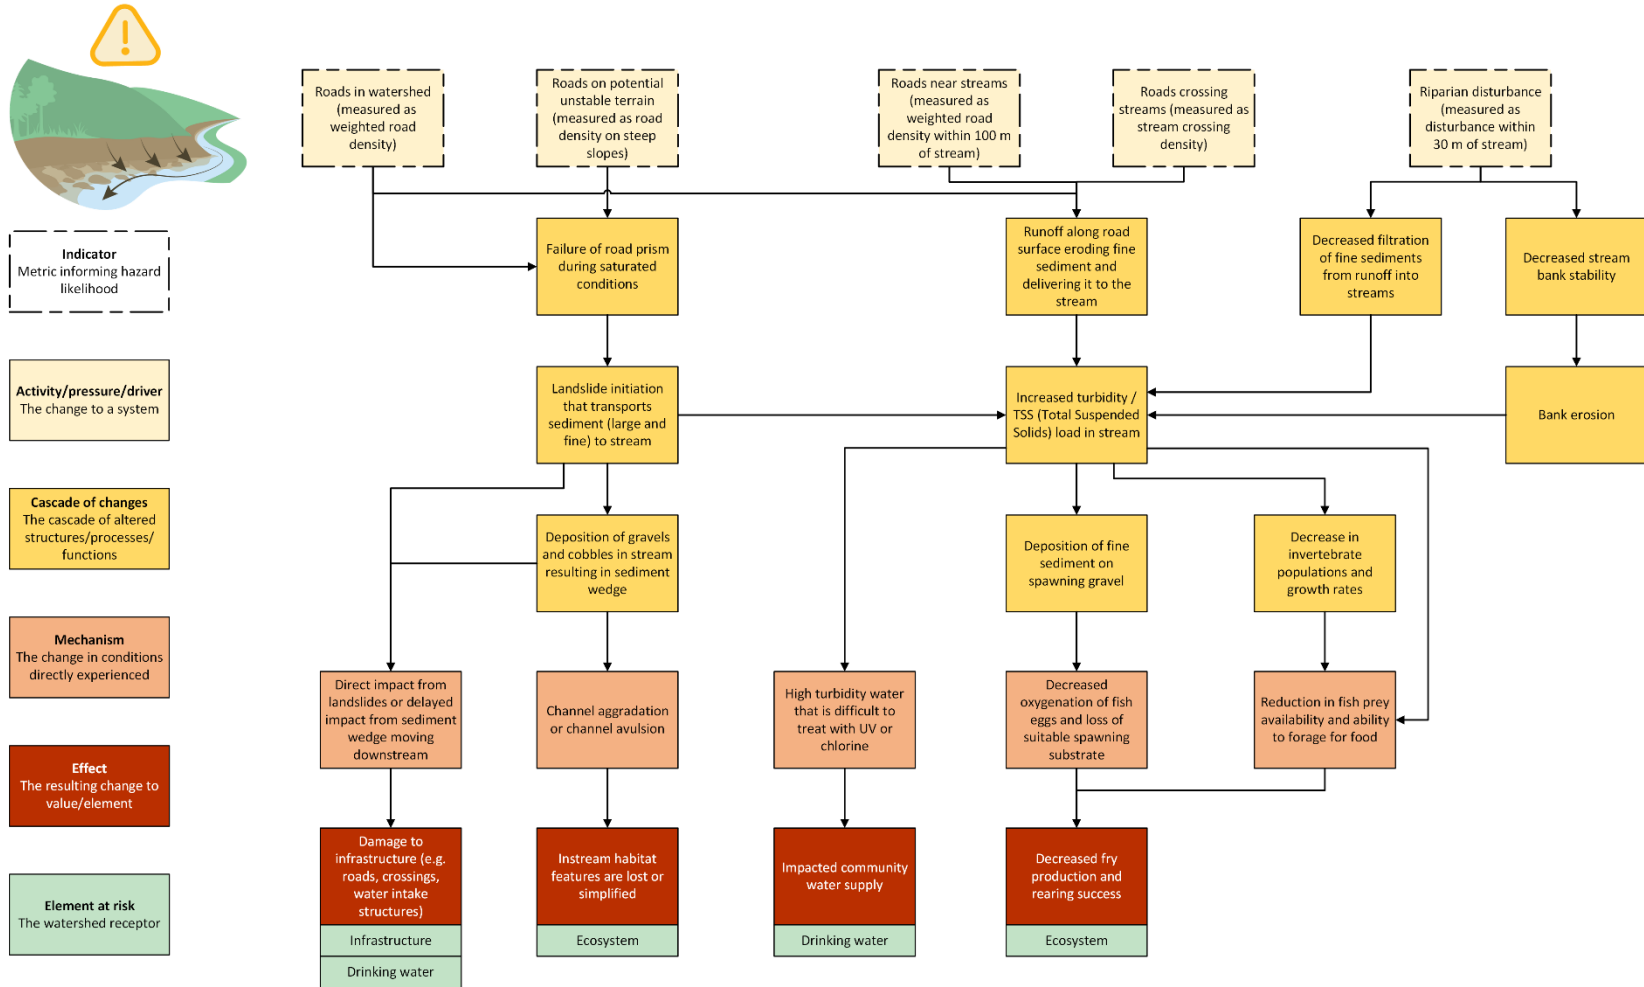 Roads in watershed
(measured as
weighted road
density)
Roads on potential
unstable terrain
(measured as road
density on steep
slopes)
Roads near streams
(measured as
weighted road
density within 100 m
of stream)
Roads crossing
streams (measured as
stream crossing
density)
Riparian disturbance
(measured as
disturbance within
30 m of stream)
Indicator
Metric informing hazard
likelihood
Failure of road prism
during saturated
conditions
Runoff along road
surface eroding fine
sediment and
delivering it to the
stream
Decreased filtration
of fine sediments
from runoff into
streams
Decreased stream
bank stability
Activity/pressure/driver
The change to a system
Landslide initiation
that transports
sediment (large and
fine) to stream
Increased turbidity /
TSS (Total Suspended
Solids) load in stream
Bank erosion
Cascade of changes
The cascade of altered
structures/processes/
functions
Deposition of gravels
and cobbles in stream
resulting in sediment
wedge
Deposition of fine
sediment on
spawning gravel
Decrease in
invertebrate
populations and
growth rates
Mechanism
The change in conditions
directly experienced
Direct impact from
landslides or delayed
impact from sediment
wedge moving
downstream
Channel aggradation
or channel avulsion
High turbidity water
that is difficult to
treat with UV or
chlorine
Decreased
oxygenation of fish
eggs and loss of
suitable spawning
substrate
Reduction in fish prey
availability and ability
to forage for food
Effect
The resulting change to
value/element
Damage to
infrastructure (e.g.
roads, crossings,
water intake
structures)
Infrastructure
Drinking water
Instream habitat
features are lost or
simplified
Ecosystem
Impacted community
water supply
Drinking water
Decreased fry
production and
rearing success
Ecosystem
Element at risk
The watershed receptor